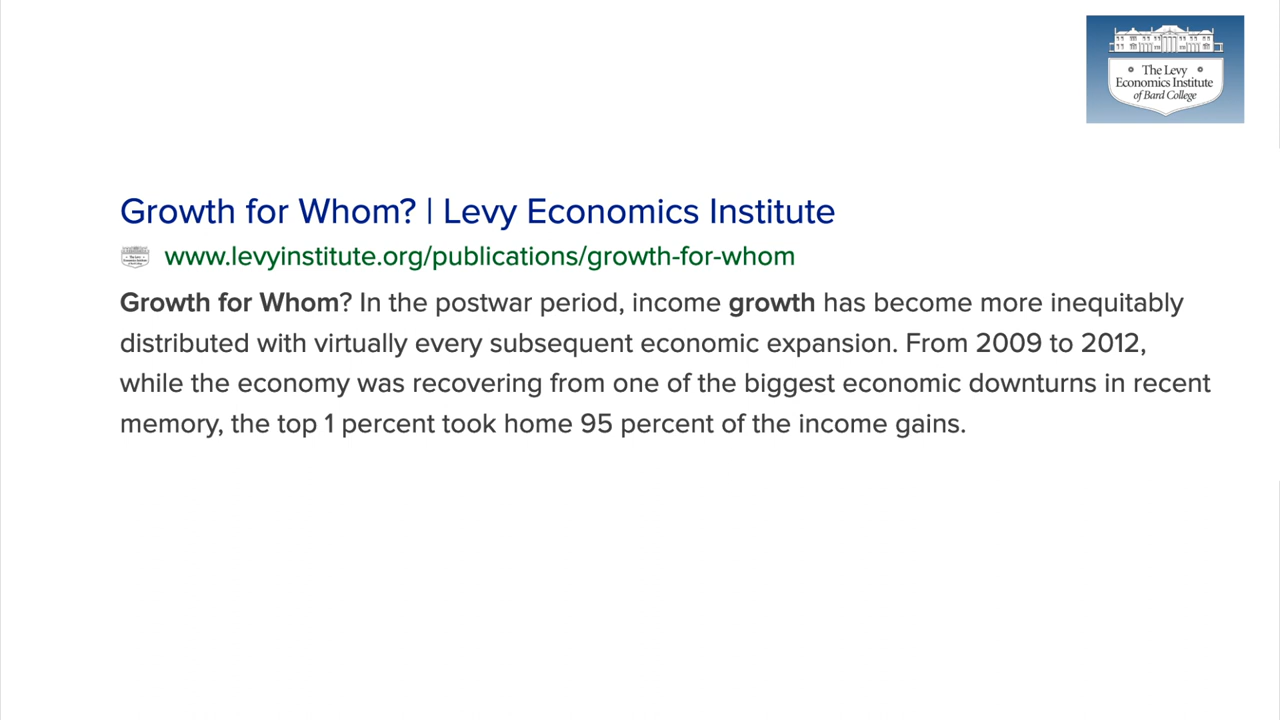 The Levy
Economics Institute
of Bard College
Growth for Whom? | Levy Economics Institute
www.levyinstitute.org/publications/growth-for-whom
Growth for Whom? In the postwar period, income growth has become more inequitably
distributed with virtually every subsequent economic expansion. From 2009 to 2012,
while the economy was recovering from one of the biggest economic downturns in recent
memory, the top 1 percent took home 95 percent of the income gains.